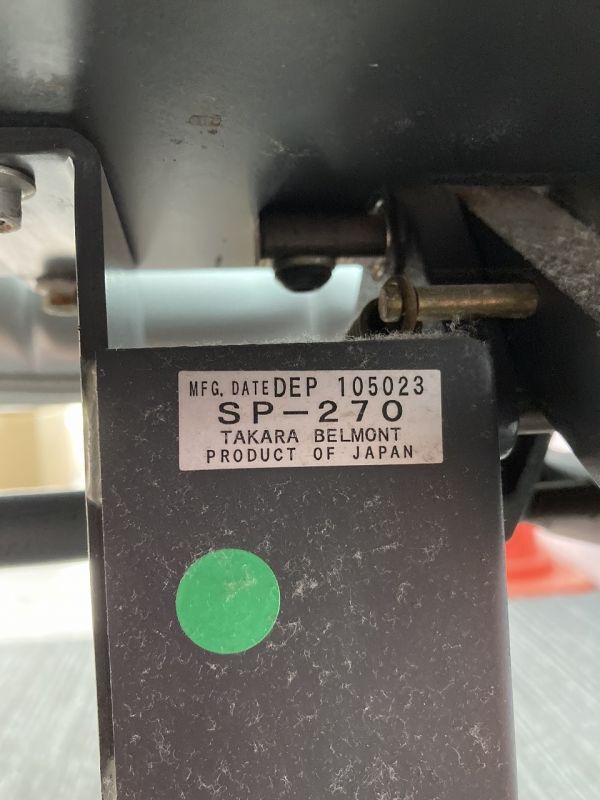 MFG. DATE DEP 105023
SP-270
TAKARA BELMONT
PRODUCT OF JAPAN